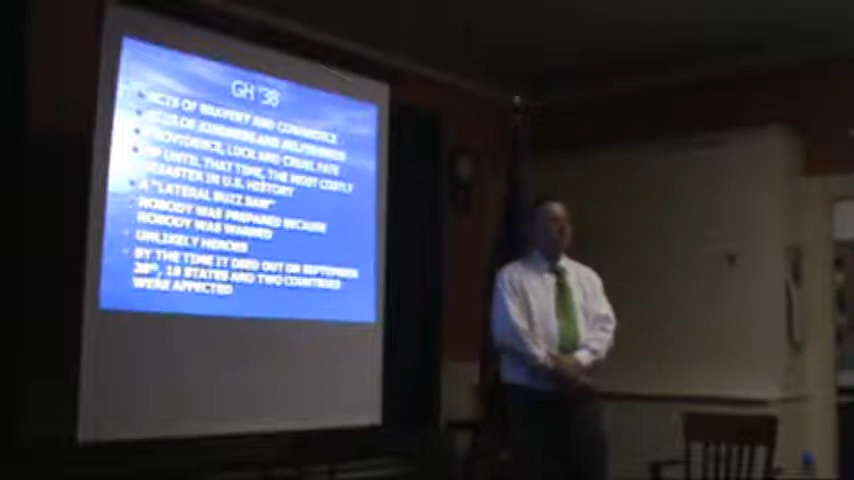 GH '38
ACTS OF BRAVERY AND COWARDICE
ACTS OF KINDNESS AND SELFISHNESS
PROVIDENCE, LUCK AND CRUEL FATE
UP UNTIL THAT TIME, THE MOST COSTLY
DISASTER IN U.S. HISTORY
A "LATERAL BUZZ SAW"
NOBODY WAS PREPARED BECAUSE
NOBODY WAS WARNED
UNLIKELY HEROES
BY THE TIME IT DIED OUT ON SEPTEMBER
TH, 18 STATES AND TWO COUNTRIES
WERE AFFECTED